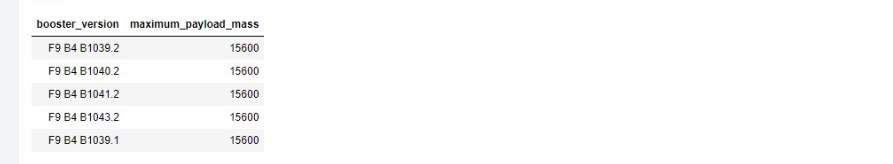 booster_version maximum_payload_mass
F9 B4 B1039.2 15600
F9 B4 B1040.2 15600
F9 B4 B1041.2 15600
F9 B4 B1043.2 15600
F9 B4 B1039.1 15600